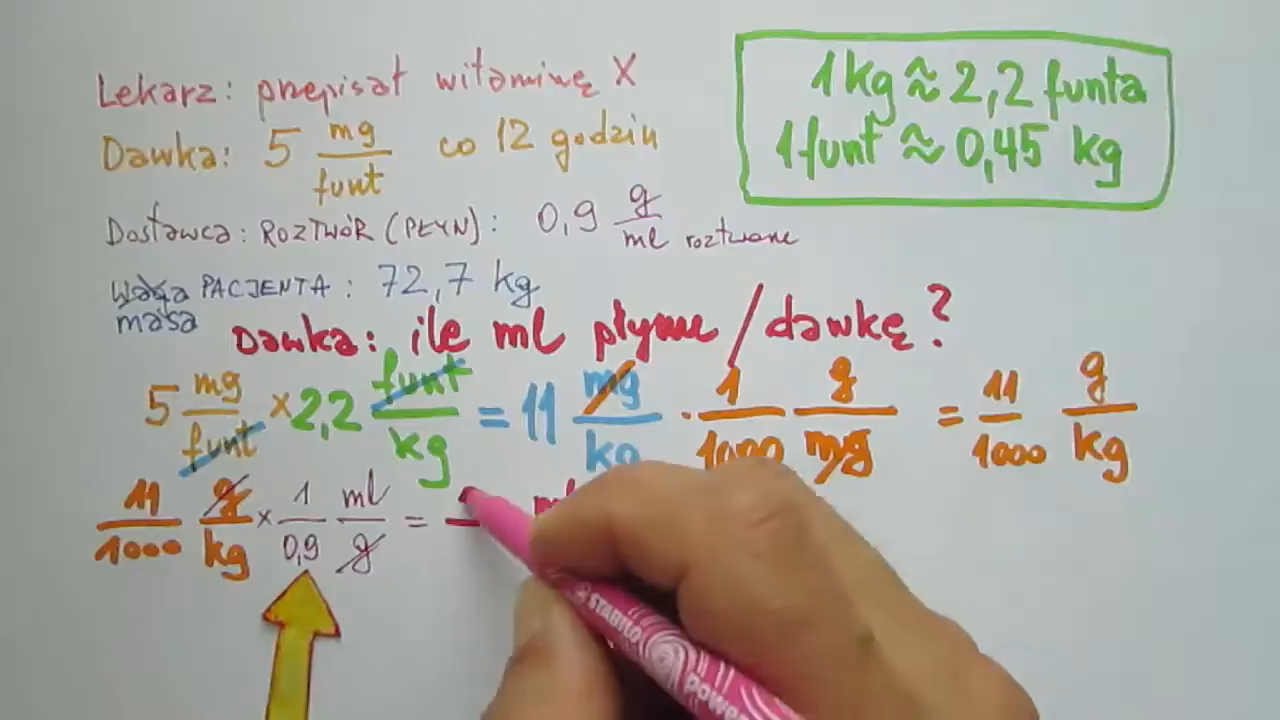 Lekarz: przepisał witaminę X
Dawka: 5 mg/funt co 12 godzin
Dostawca: ROZTWÓR (PŁYN): 0,9 g/ml roztworu
Waga PACJENTA: 72,7 kg
masa
Dawka: ile ml płynu / dawkę?
1 kg ≈ 2,2 funta
1 funt ≈ 0,45 kg
5 mg/funt × 2,2 funt/kg = 11 mg/kg · 1/1000 g/mg = 11/1000 g/kg
11/1000 g/kg × 1/0,9 ml/g = ml
STABILO
power